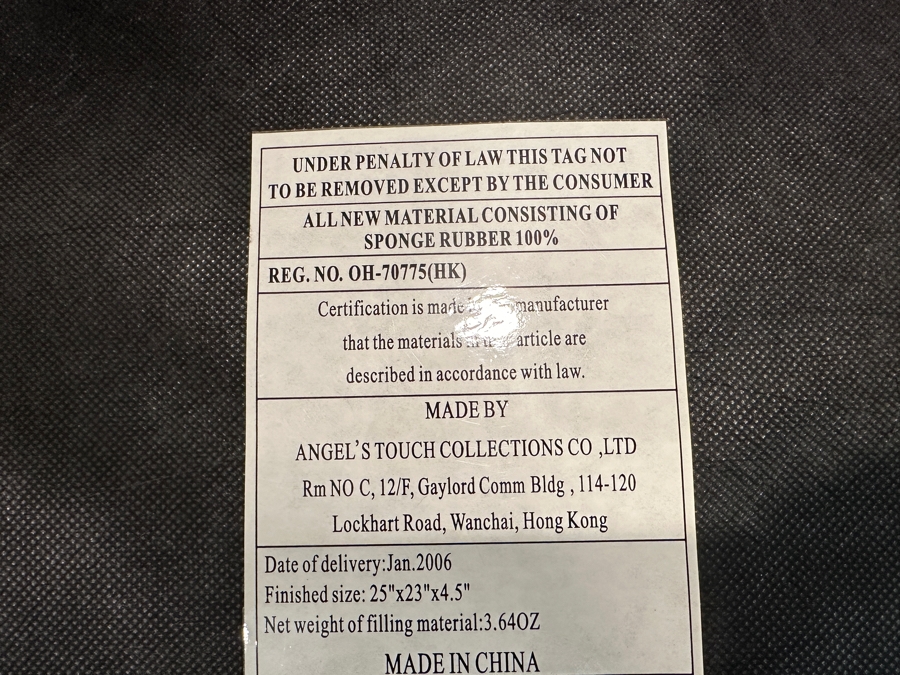 UNDER PENALTY OF LAW THIS TAG NOT
TO BE REMOVED EXCEPT BY THE CONSUMER
ALL NEW MATERIAL CONSISTING OF
SPONGE RUBBER 100%
REG. NO. OH-70775(HK)
Certification is made manufacturer
that the materials article are
described in accordance with law.
MADE BY
ANGEL'S TOUCH COLLECTIONS CO ,LTD
Rm NO C, 12/F, Gaylord Comm Bldg , 114-120
Lockhart Road, Wanchai, Hong Kong
Date of delivery:Jan.2006
Finished size: 25"x23"x4.5"
Net weight of filling material:3.64OZ
MADE IN CHINA